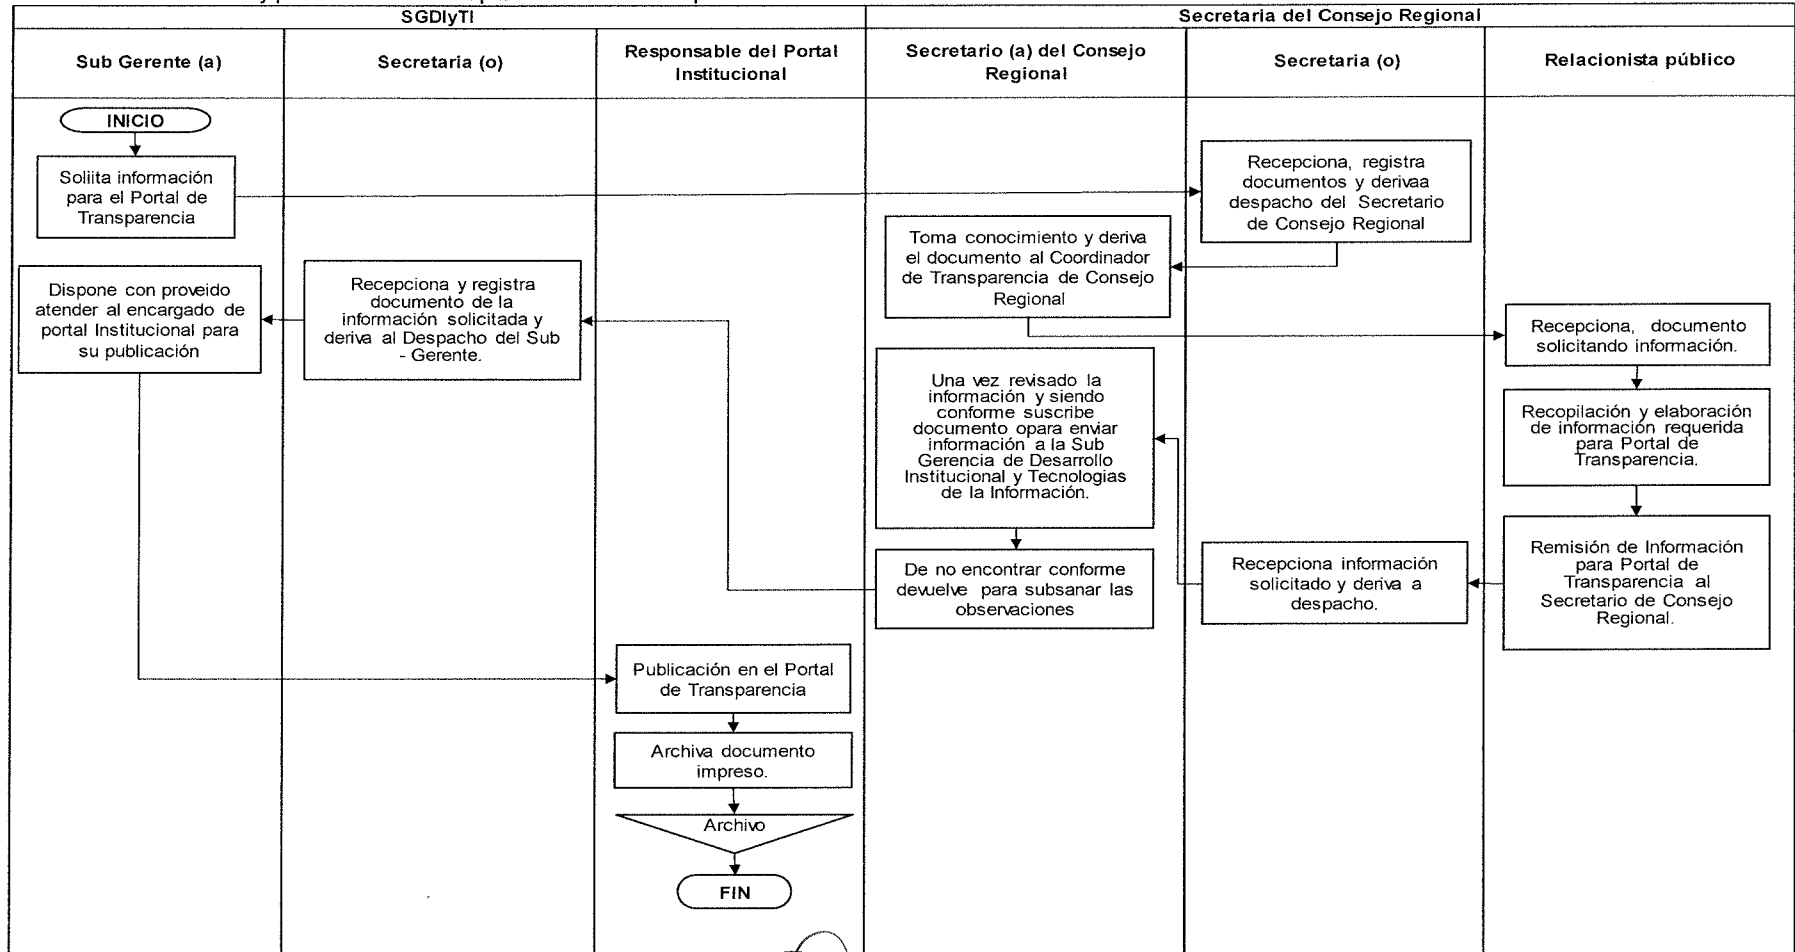 SGDIyTI
Secretaria del Consejo Regional
Sub Gerente (a)
Secretaria (o)
Responsable del Portal
Institucional
Secretario (a) del Consejo
Regional
Secretaria (o)
Relacionista público
INICIO
Soliita información
para el Portal de
Transparencia
Recepciona, registra
documentos y derivaa
despacho del Secretario
de Consejo Regional
Toma conocimiento y deriva
el documento al Coordinador
de Transparencia de Consejo
Regional
Recepciona, documento
solicitando información.
Recopilación y elaboración
de información requerida
para Portal de
Transparencia.
Remisión de Información
para Portal de
Transparencia al
Secretario de Consejo
Regional.
Recepciona información
solicitado y deriva a
despacho.
Una vez revisado la
información y siendo
conforme suscribe
documento opara enviar
información a la Sub
Gerencia de Desarrollo
Institucional y Tecnologias
de la Información.
De no encontrar conforme
devuelve para subsanar las
observaciones
Recepciona y registra
documento de la
información solicitada y
deriva al Despacho del Sub
- Gerente.
Dispone con proveido
atender al encargado de
portal Institucional para
su publicación
Publicación en el Portal
de Transparencia
Archiva documento
impreso.
Archivo
FIN